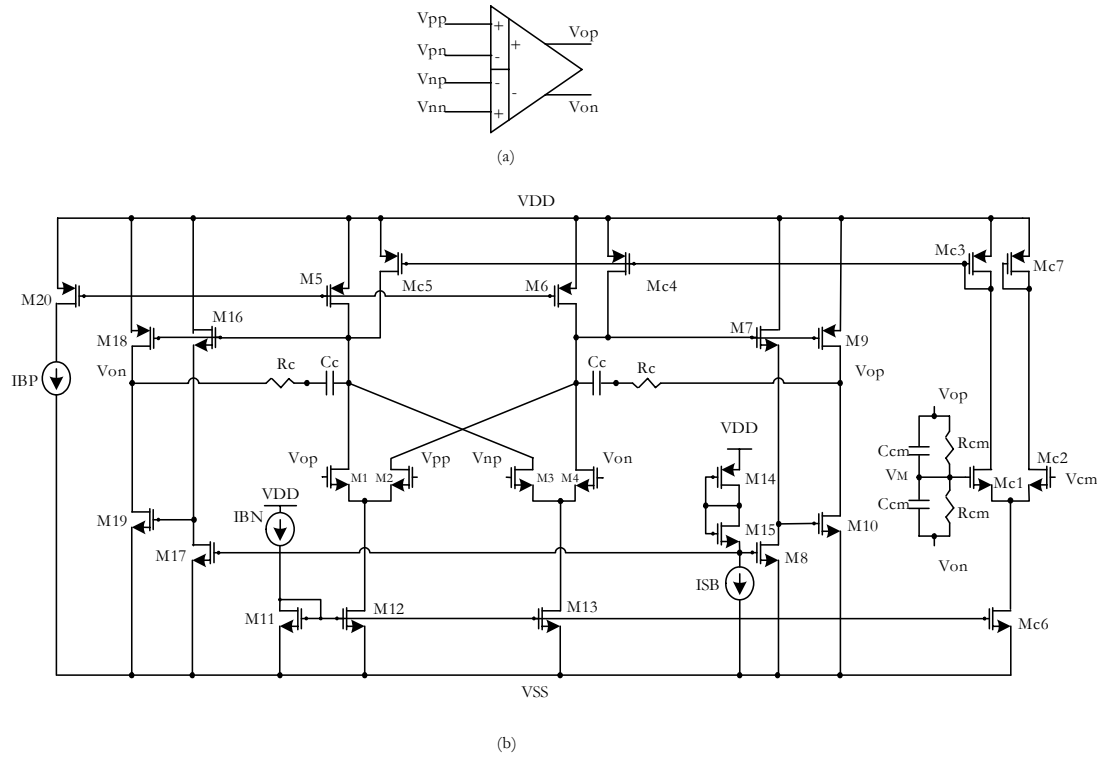 Vpp
Vpn
Vnp
Vnn
+
-
-
+
+
-
Vop
Von
(a)
VDD
M20
M18
M16
M5
Mc5
M6
Mc4
M7
M9
Mc3
Mc7
IBP
Von
Rc
Cc
Cc
Rc
Vop
Vop
M1
M2
Vpp
Vnp
M3
M4
Von
VDD
M14
M15
Vop
Ccm
Rcm
VM
Ccm
Rcm
Von
Mc1
Mc2
Vcm
M19
M17
VDD
IBN
M10
M8
ISB
M11
M12
M13
Mc6
VSS
(b)